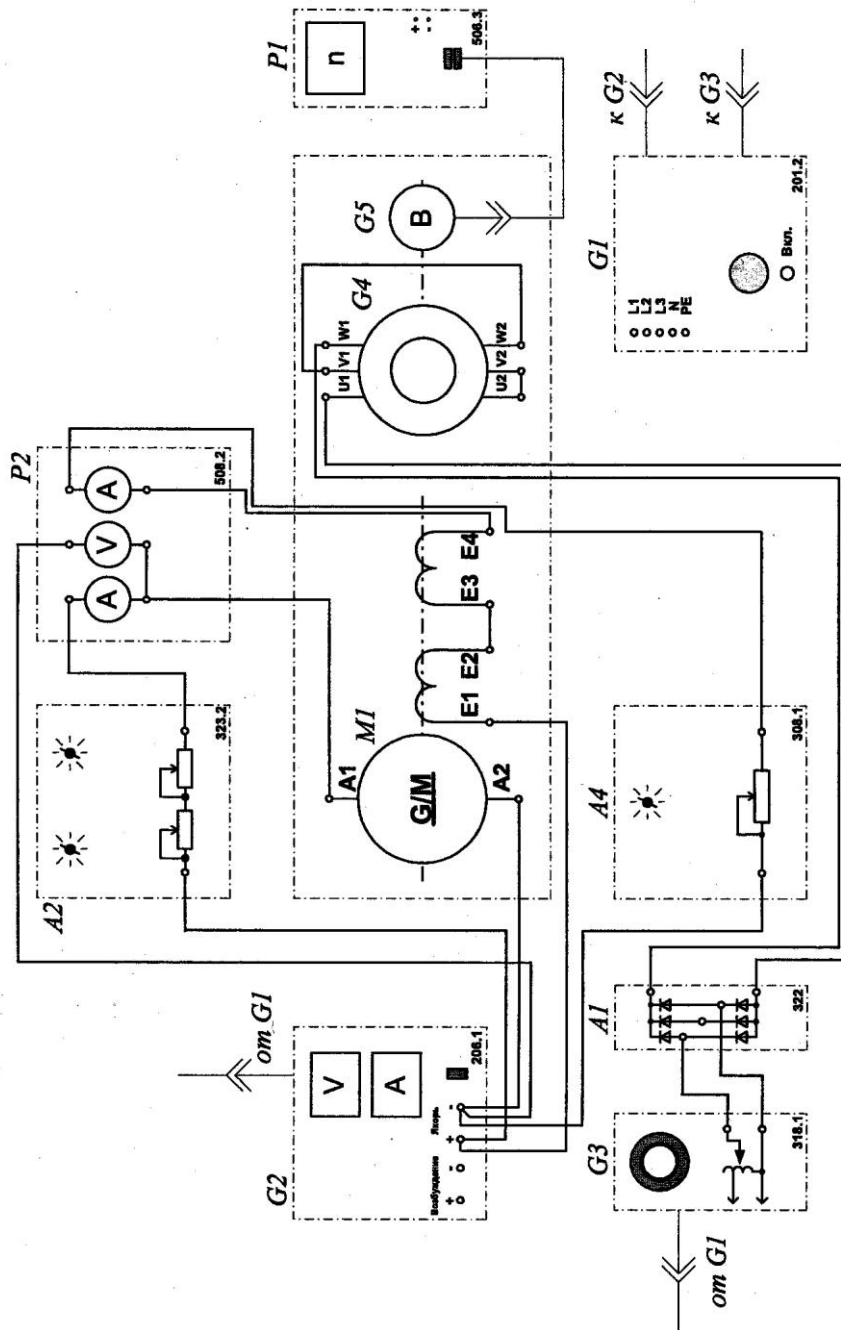 P1
n
+ -
506.3
к G2
к G3
G1
L1
L2
L3
N
PE
Вкл.
201.2
G5
B
G4
U1 V1 W1
U2 V2 W2
P2
A V A
508.2
E1 E2 E3 E4
M1
A1
G/M
A2
A2
323.2
A4
308.1
от G1
G2
V
A
206.1
Возбуждение
Якорь
+ - + -
A1
322
G3
318.1
от G1